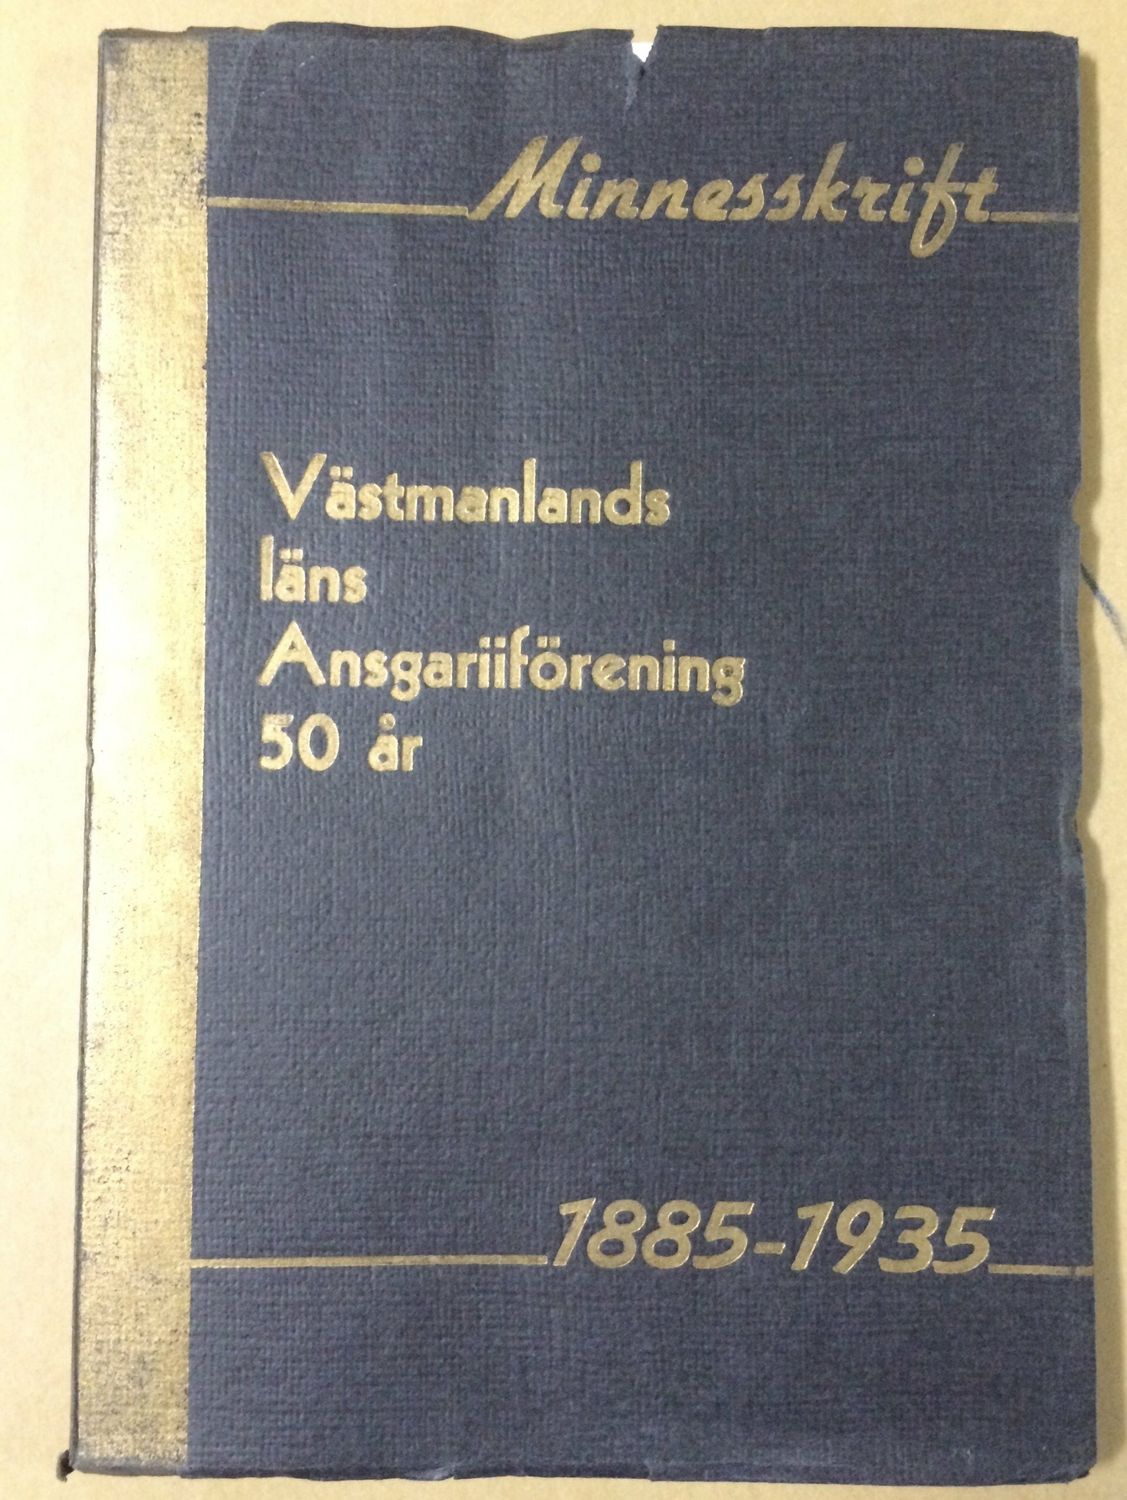 Minnesskrift
Västmanlands
läns
Ansgariiförening
50 år
1885-1935